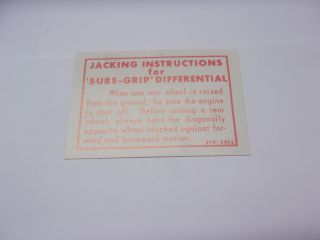 JACKING INSTRUCTIONS
for
'SURE-GRIP' DIFFERENTIAL
When one rear wheel is raised
from the ground, be sure the engine
is shut off. Before raising a rear
wheel, always have the diagonally
opposite wheel blocked against for-
ward and backward motion.